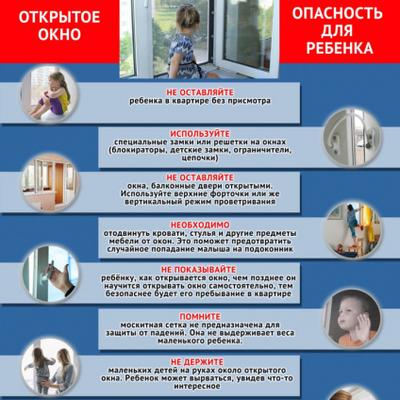 ОТКРЫТОЕ
ОКНО
ОПАСНОСТЬ
ДЛЯ
РЕБЕНКА
НЕ ОСТАВЛЯЙТЕ
ребенка в квартире без присмотра
ИСПОЛЬЗУЙТЕ
специальные замки или решетки на окнах
(блокираторы, детские замки, ограничители,
цепочки)
НЕ ОСТАВЛЯЙТЕ
окна, балконные двери открытыми.
Используйте верхние форточки или же
вертикальный режим проветривания
НЕОБХОДИМО
отодвинуть кровати, стулья и другие предметы
мебели от окон. Это поможет предотвратить
случайное попадание малыша на подоконник
НЕ ПОКАЗЫВАЙТЕ
ребёнку, как открывается окно, чем позднее он
научится открывать окно самостоятельно, тем
безопаснее будет его пребывание в квартире
ПОМНИТЕ
москитная сетка не предназначена для
защиты от падений. Она не выдерживает веса
маленького ребенка.
НЕ ДЕРЖИТЕ
маленьких детей на руках около открытого
окна. Ребенок может вырваться, увидев что-то
интересное